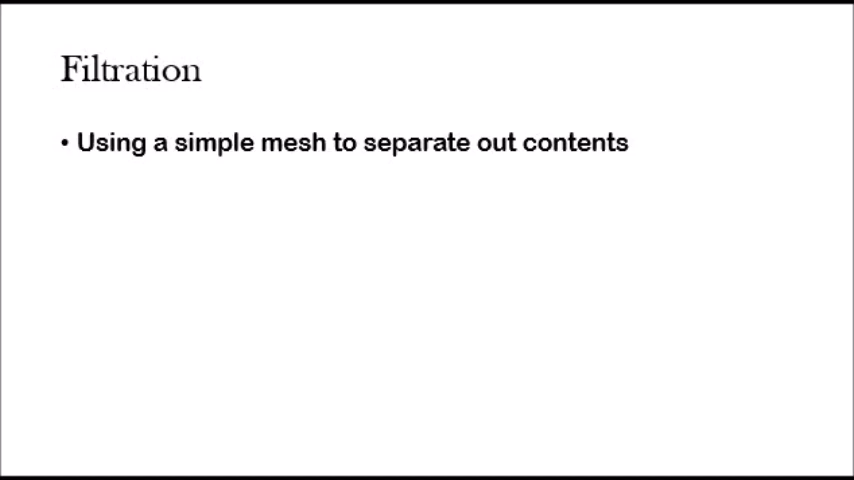 Filtration
• Using a simple mesh to separate out contents